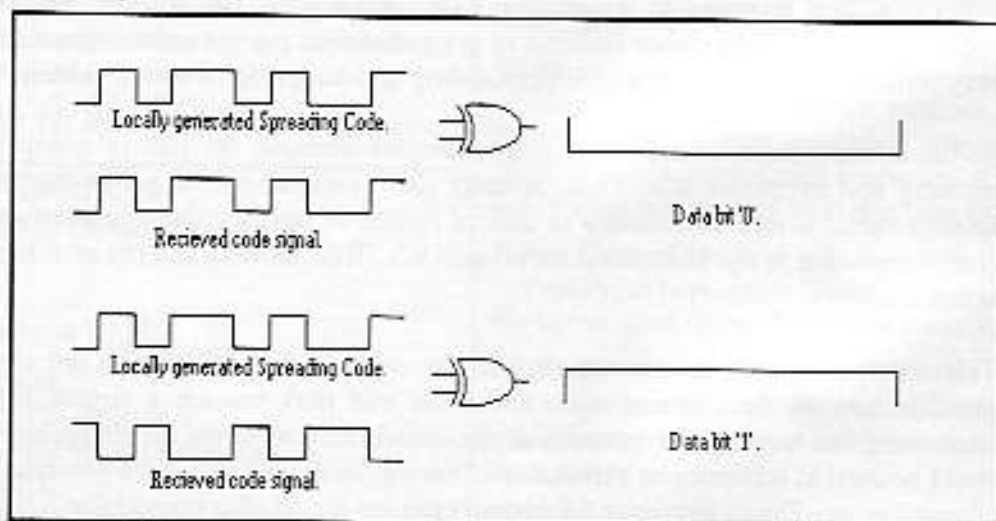 Locally generated Spreading Code.
Recieved code signal.
Data bit '0'.
Locally generated Spreading Code.
Recieved code signal.
Data bit '1'.